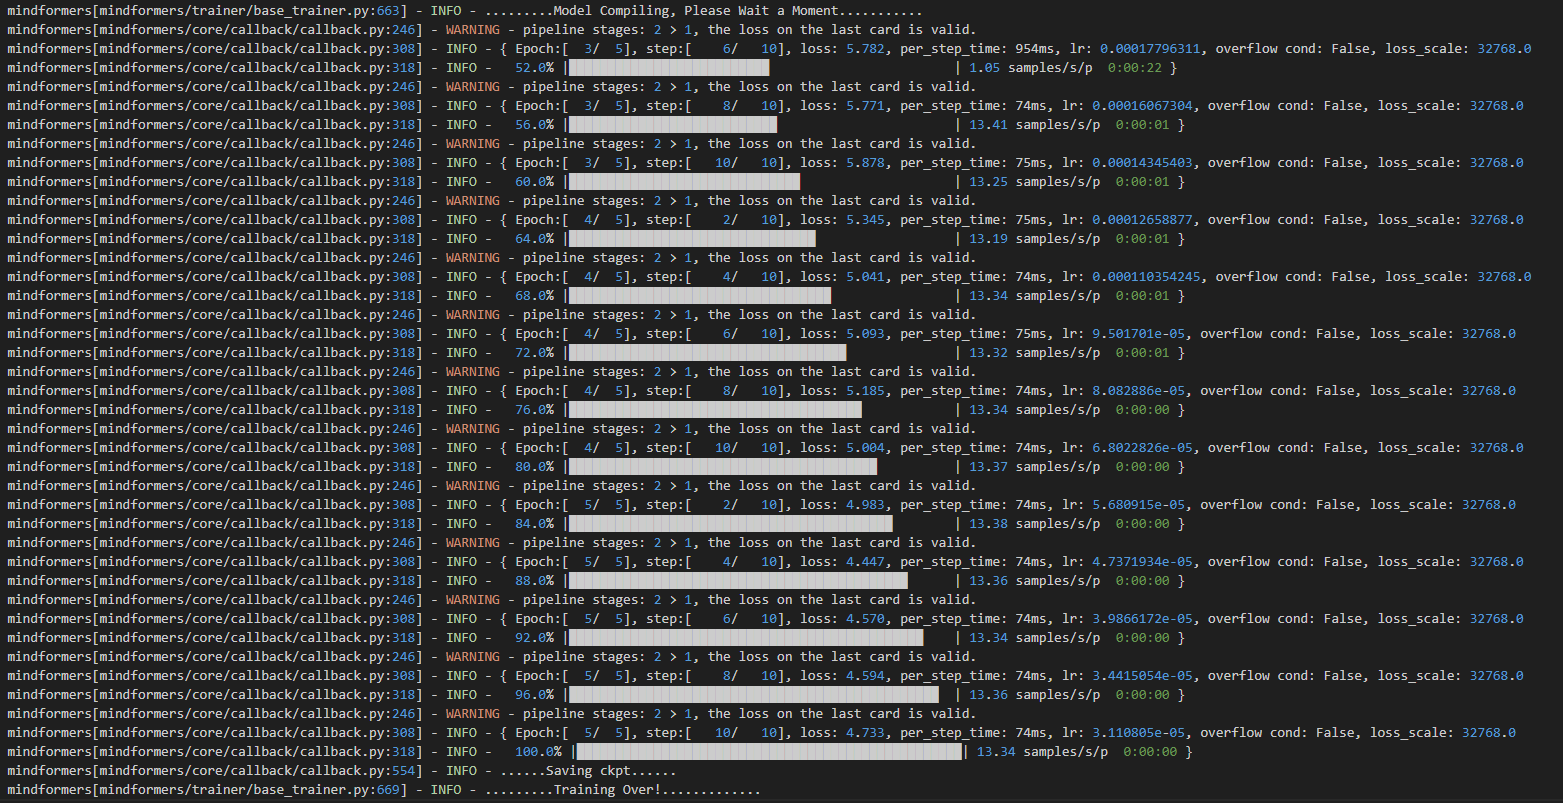 mindformers[mindformers/trainer/base_trainer.py:663] - INFO - .........Model Compiling, Please Wait a Moment...........
mindformers[mindformers/core/callback/callback.py:246] - WARNING - pipeline stages: 2 > 1, the loss on the last card is valid.
mindformers[mindformers/core/callback/callback.py:308] - INFO - { Epoch:[  3/  5], step:[    6/   10], loss: 5.782, per_step_time: 954ms, lr: 0.00017796311, overflow cond: False, loss_scale: 32768.0
mindformers[mindformers/core/callback/callback.py:318] - INFO -   52.0% | | 1.05 samples/s/p  0:00:22 }
mindformers[mindformers/core/callback/callback.py:246] - WARNING - pipeline stages: 2 > 1, the loss on the last card is valid.
mindformers[mindformers/core/callback/callback.py:308] - INFO - { Epoch:[  3/  5], step:[    8/   10], loss: 5.771, per_step_time: 74ms, lr: 0.00016067304, overflow cond: False, loss_scale: 32768.0
mindformers[mindformers/core/callback/callback.py:318] - INFO -   56.0% | | 13.41 samples/s/p  0:00:01 }
mindformers[mindformers/core/callback/callback.py:246] - WARNING - pipeline stages: 2 > 1, the loss on the last card is valid.
mindformers[mindformers/core/callback/callback.py:308] - INFO - { Epoch:[  3/  5], step:[   10/   10], loss: 5.878, per_step_time: 75ms, lr: 0.00014345403, overflow cond: False, loss_scale: 32768.0
mindformers[mindformers/core/callback/callback.py:318] - INFO -   60.0% | | 13.25 samples/s/p  0:00:01 }
mindformers[mindformers/core/callback/callback.py:246] - WARNING - pipeline stages: 2 > 1, the loss on the last card is valid.
mindformers[mindformers/core/callback/callback.py:308] - INFO - { Epoch:[  4/  5], step:[    2/   10], loss: 5.345, per_step_time: 75ms, lr: 0.00012658877, overflow cond: False, loss_scale: 32768.0
mindformers[mindformers/core/callback/callback.py:318] - INFO -   64.0% | | 13.19 samples/s/p  0:00:01 }
mindformers[mindformers/core/callback/callback.py:246] - WARNING - pipeline stages: 2 > 1, the loss on the last card is valid.
mindformers[mindformers/core/callback/callback.py:308] - INFO - { Epoch:[  4/  5], step:[    4/   10], loss: 5.041, per_step_time: 74ms, lr: 0.000110354245, overflow cond: False, loss_scale: 32768.0
mindformers[mindformers/core/callback/callback.py:318] - INFO -   68.0% | | 13.34 samples/s/p  0:00:01 }
mindformers[mindformers/core/callback/callback.py:246] - WARNING - pipeline stages: 2 > 1, the loss on the last card is valid.
mindformers[mindformers/core/callback/callback.py:308] - INFO - { Epoch:[  4/  5], step:[    6/   10], loss: 5.093, per_step_time: 75ms, lr: 9.501701e-05, overflow cond: False, loss_scale: 32768.0
mindformers[mindformers/core/callback/callback.py:318] - INFO -   72.0% | | 13.32 samples/s/p  0:00:01 }
mindformers[mindformers/core/callback/callback.py:246] - WARNING - pipeline stages: 2 > 1, the loss on the last card is valid.
mindformers[mindformers/core/callback/callback.py:308] - INFO - { Epoch:[  4/  5], step:[    8/   10], loss: 5.185, per_step_time: 74ms, lr: 8.082886e-05, overflow cond: False, loss_scale: 32768.0
mindformers[mindformers/core/callback/callback.py:318] - INFO -   76.0% | | 13.34 samples/s/p  0:00:00 }
mindformers[mindformers/core/callback/callback.py:246] - WARNING - pipeline stages: 2 > 1, the loss on the last card is valid.
mindformers[mindformers/core/callback/callback.py:308] - INFO - { Epoch:[  4/  5], step:[   10/   10], loss: 5.004, per_step_time: 74ms, lr: 6.8022826e-05, overflow cond: False, loss_scale: 32768.0
mindformers[mindformers/core/callback/callback.py:318] - INFO -   80.0% | | 13.37 samples/s/p  0:00:00 }
mindformers[mindformers/core/callback/callback.py:246] - WARNING - pipeline stages: 2 > 1, the loss on the last card is valid.
mindformers[mindformers/core/callback/callback.py:308] - INFO - { Epoch:[  5/  5], step:[    2/   10], loss: 4.983, per_step_time: 74ms, lr: 5.680915e-05, overflow cond: False, loss_scale: 32768.0
mindformers[mindformers/core/callback/callback.py:318] - INFO -   84.0% | | 13.38 samples/s/p  0:00:00 }
mindformers[mindformers/core/callback/callback.py:246] - WARNING - pipeline stages: 2 > 1, the loss on the last card is valid.
mindformers[mindformers/core/callback/callback.py:308] - INFO - { Epoch:[  5/  5], step:[    4/   10], loss: 4.447, per_step_time: 74ms, lr: 4.7371934e-05, overflow cond: False, loss_scale: 32768.0
mindformers[mindformers/core/callback/callback.py:318] - INFO -   88.0% | | 13.36 samples/s/p  0:00:00 }
mindformers[mindformers/core/callback/callback.py:246] - WARNING - pipeline stages: 2 > 1, the loss on the last card is valid.
mindformers[mindformers/core/callback/callback.py:308] - INFO - { Epoch:[  5/  5], step:[    6/   10], loss: 4.570, per_step_time: 74ms, lr: 3.9866172e-05, overflow cond: False, loss_scale: 32768.0
mindformers[mindformers/core/callback/callback.py:318] - INFO -   92.0% | | 13.34 samples/s/p  0:00:00 }
mindformers[mindformers/core/callback/callback.py:246] - WARNING - pipeline stages: 2 > 1, the loss on the last card is valid.
mindformers[mindformers/core/callback/callback.py:308] - INFO - { Epoch:[  5/  5], step:[    8/   10], loss: 4.594, per_step_time: 74ms, lr: 3.4415054e-05, overflow cond: False, loss_scale: 32768.0
mindformers[mindformers/core/callback/callback.py:318] - INFO -   96.0% | | 13.36 samples/s/p  0:00:00 }
mindformers[mindformers/core/callback/callback.py:246] - WARNING - pipeline stages: 2 > 1, the loss on the last card is valid.
mindformers[mindformers/core/callback/callback.py:308] - INFO - { Epoch:[  5/  5], step:[   10/   10], loss: 4.733, per_step_time: 74ms, lr: 3.110805e-05, overflow cond: False, loss_scale: 32768.0
mindformers[mindformers/core/callback/callback.py:318] - INFO -   100.0% | | 13.34 samples/s/p  0:00:00 }
mindformers[mindformers/core/callback/callback.py:554] - INFO - ......Saving ckpt......
mindformers[mindformers/trainer/base_trainer.py:669] - INFO - .........Training Over!.............